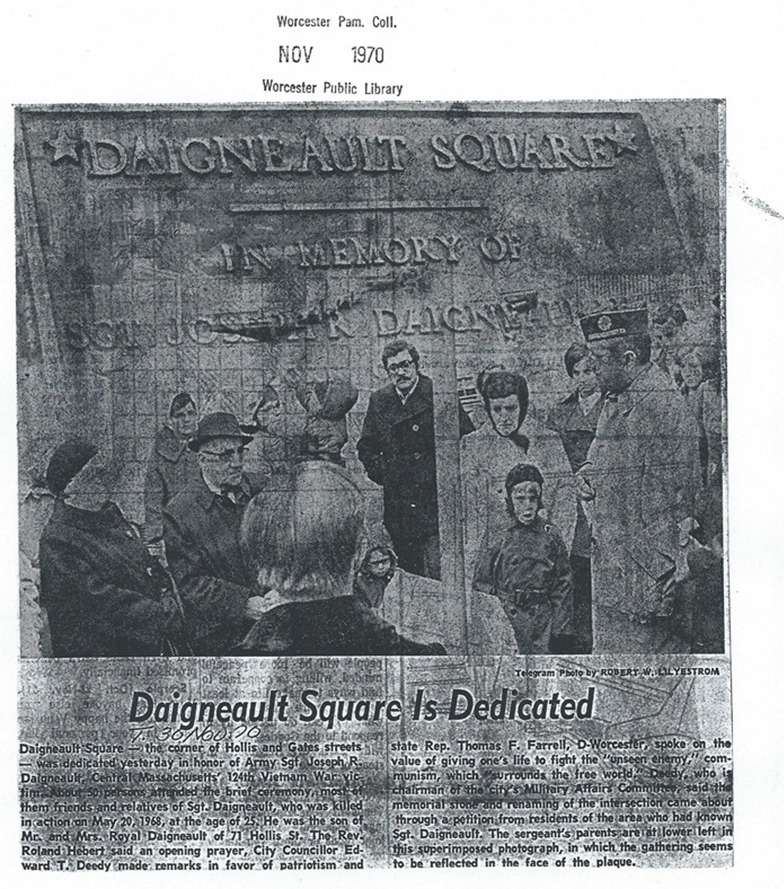 Worcester Pam. Coll.
NOV 1970
Worcester Public Library
★DAIGNEAULT SQUARE★
IN MEMORY OF
SGT JOSEPH R DAIGNEAU
Telegram Photo by ROBERT W. LILYESTROM
Daigneault Square Is Dedicated
T. 30 Nov. 70
Daigneault Square — the corner of Hollis and Gates streets
— was dedicated yesterday in honor of Army Sgt. Joseph R.
Daigneault, Central Massachusetts' 124th Vietnam War vic-
tim. About 50 persons attended the brief ceremony, most of
them friends and relatives of Sgt. Daigneault, who was killed
in action on May 20, 1968, at the age of 25. He was the son of
Mr. and Mrs. Royal Daigneault of 71 Hollis St. The Rev.
Roland Hebert said an opening prayer, City Councillor Ed-
ward T. Deedy made remarks in favor of patriotism and
state Rep. Thomas F. Farrell, D-Worcester, spoke on the
value of giving one's life to fight the "unseen enemy," com-
munism, which "surrounds the free world." Deedy, who is
chairman of the city's Military Affairs Committee, said the
memorial stone and renaming of the intersection came about
through a petition from residents of the area who had known
Sgt. Daigneault. The sergeant's parents are at lower left in
this superimposed photograph, in which the gathering seems
to be reflected in the face of the plaque.